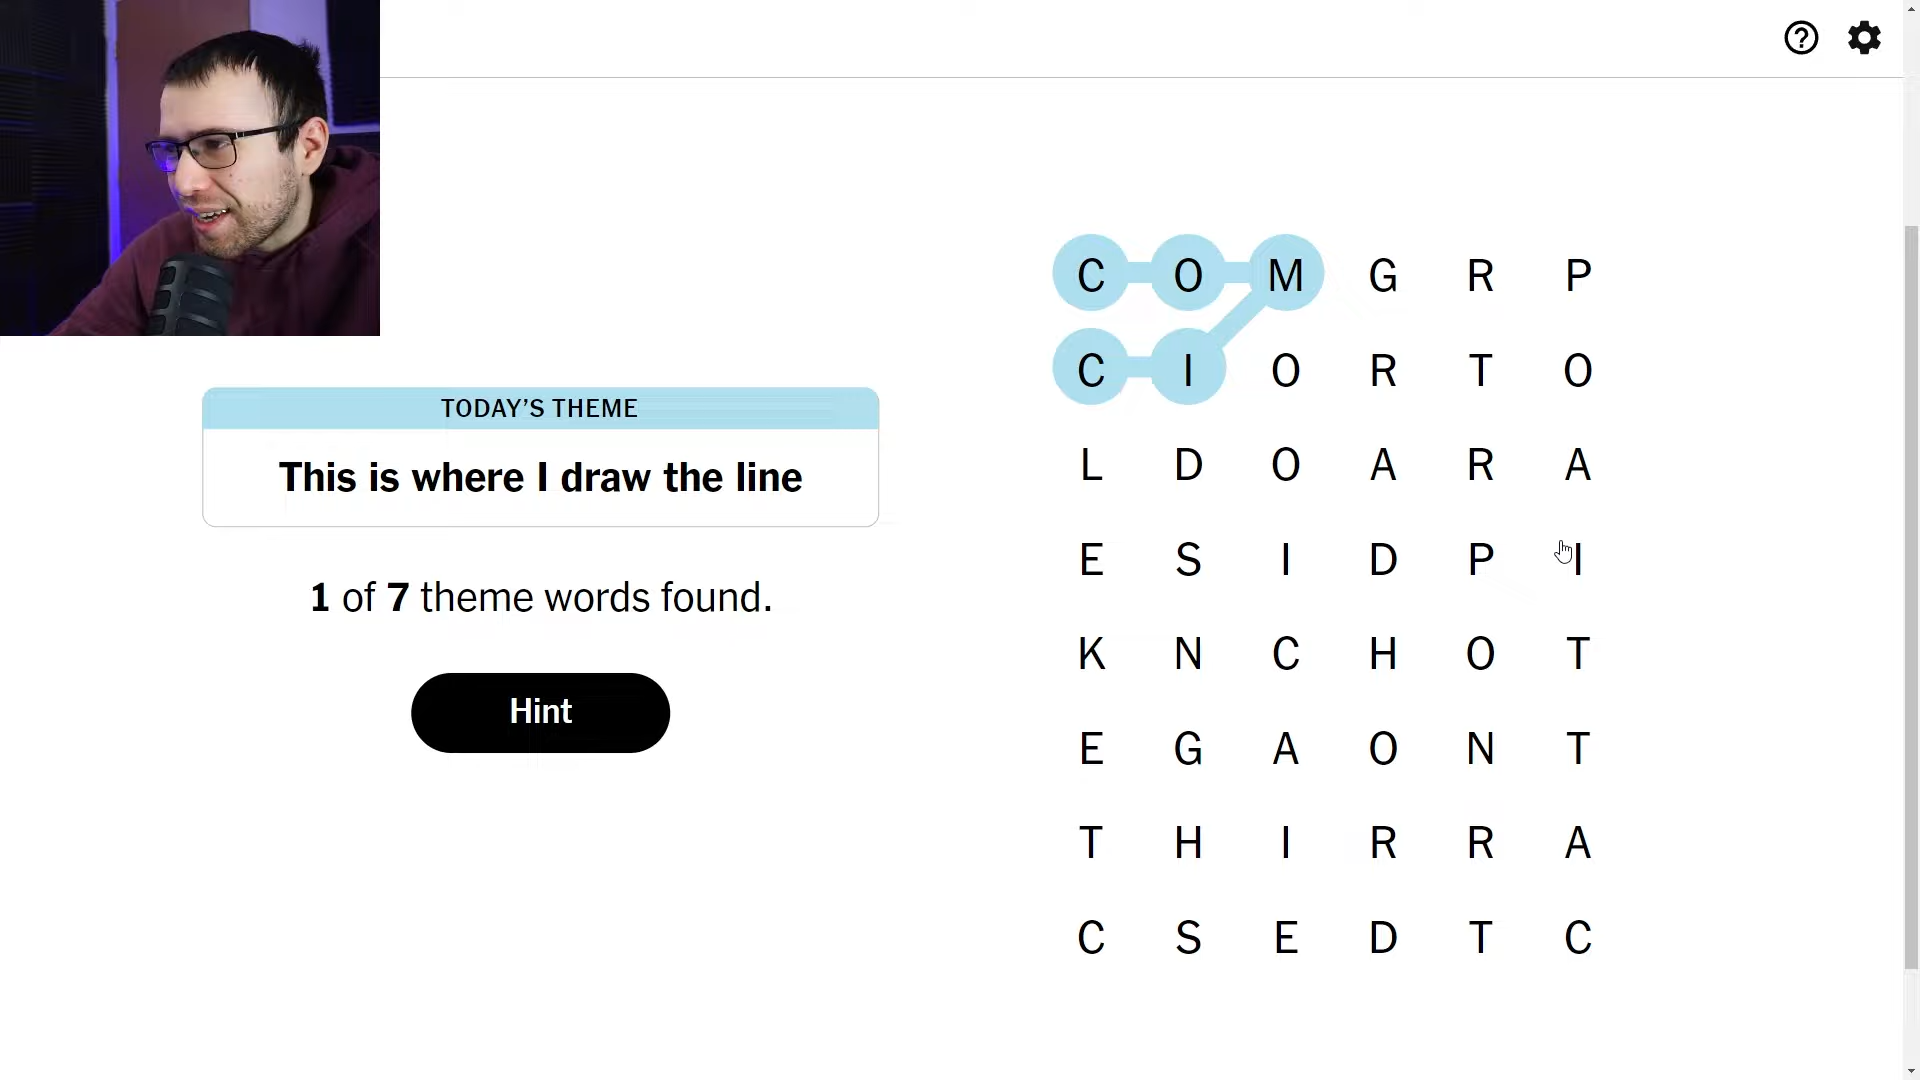 TODAY'S THEME
This is where I draw the line
1 of 7 theme words found.
Hint
C O M G R P
C I O R T O
L D O A R A
E S I D P I
K N C H O T
E G A O N T
T H I R R A
C S E D T C